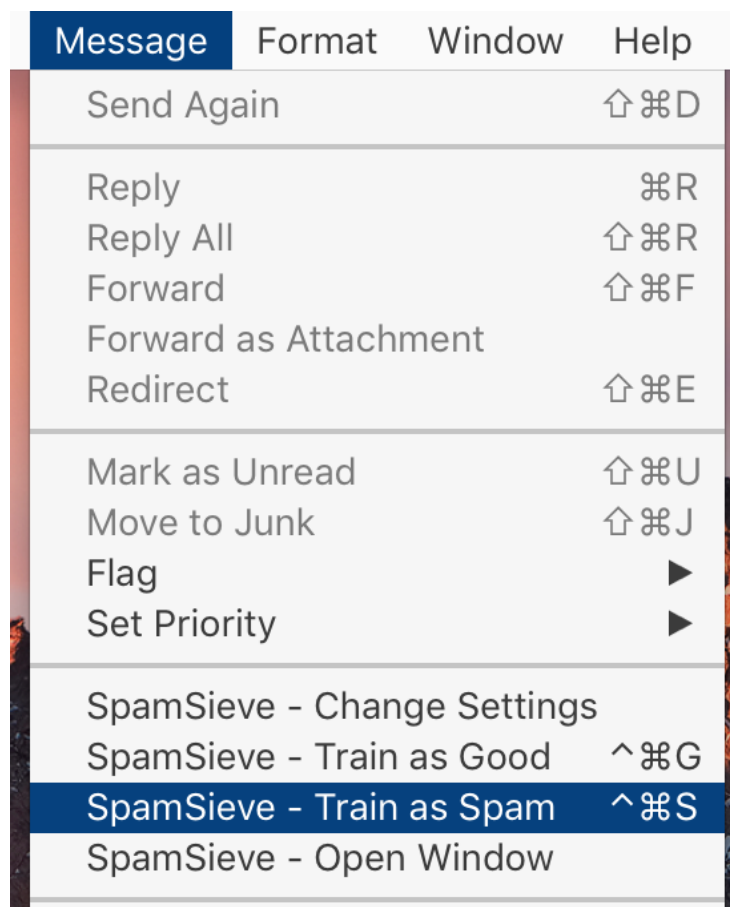 Message Format Window Help
Send Again ⇧⌘D
Reply ⌘R
Reply All ⇧⌘R
Forward ⇧⌘F
Forward as Attachment
Redirect ⇧⌘E
Mark as Unread ⇧⌘U
Move to Junk ⇧⌘J
Flag ▶
Set Priority ▶
SpamSieve - Change Settings
SpamSieve - Train as Good ^⌘G
SpamSieve - Train as Spam ^⌘S
SpamSieve - Open Window